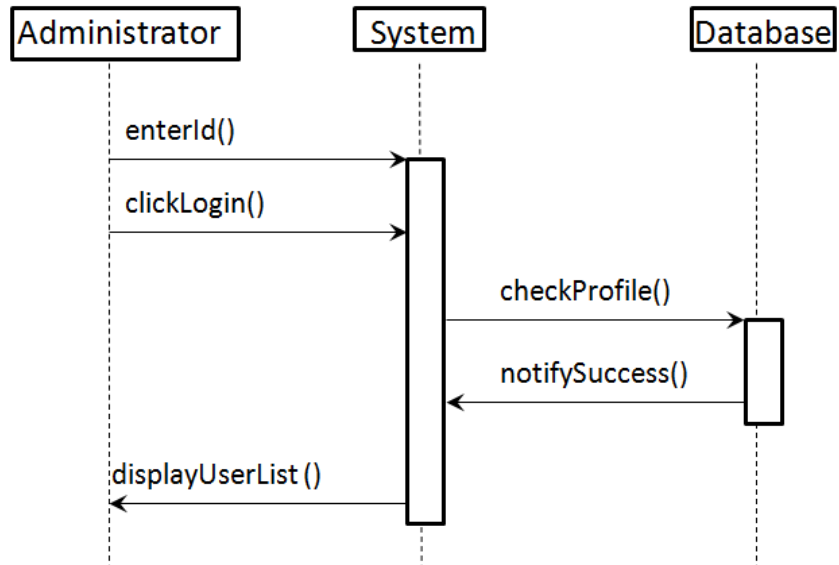 Administrator
System
Database
enterId()
clickLogin()
checkProfile()
notifySuccess()
displayUserList ()